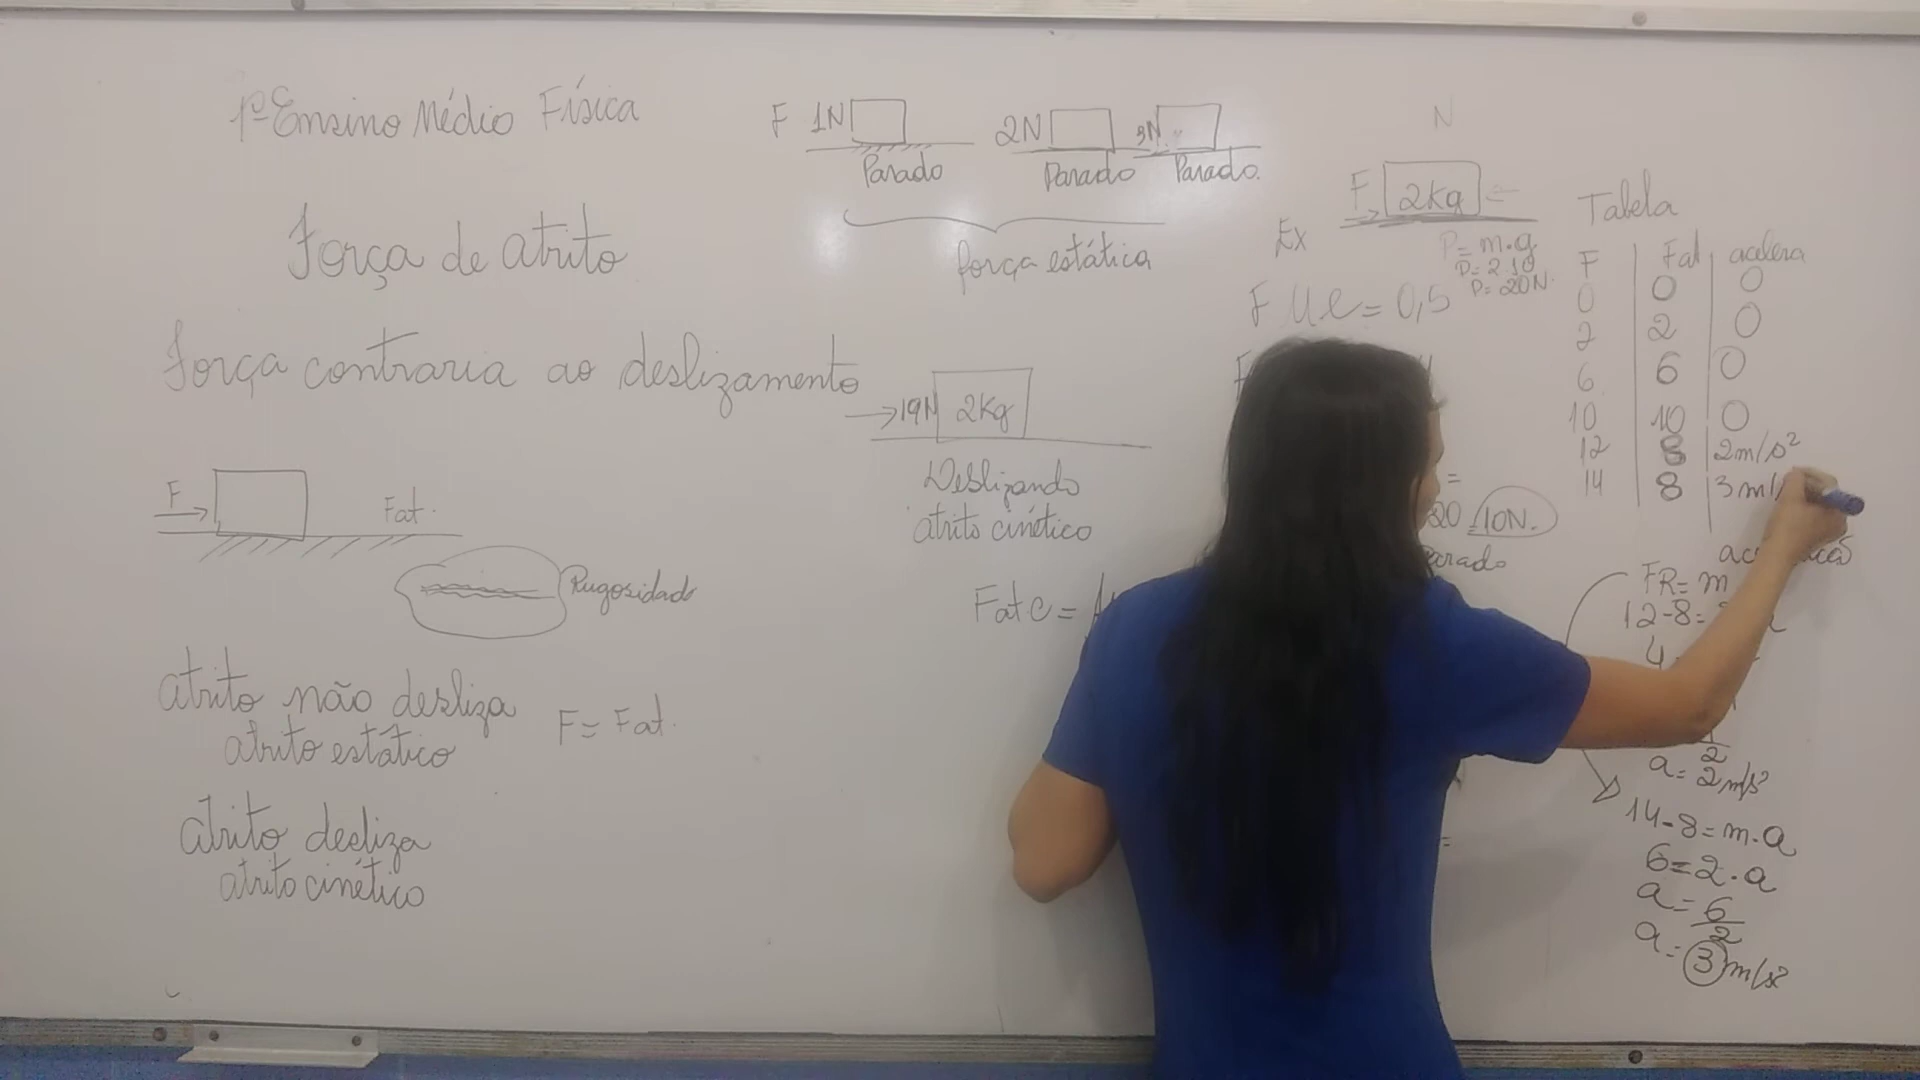 1º Ensino Médio Física
Força de atrito
Força contraria ao deslizamento
F
Fat.
Rugosidade
atrito não desliza
atrito estático
F = Fat.
atrito desliza
atrito cinético
F 1N
Parado
2N
Parado
3N
Parado.
força estática
19N 2Kg
Deslizando
atrito cinético
Fat c =
N
Ex
F 2Kg
P = m.g
P = 2.10
P = 20N.
F Ue = 0,5
20 = 10N.
Tabela
F Fat acelera
0 0 0
2 2 0
6 6 0
10 10 0
12 8 2m/s²
14 8 3m/
FR = m
12-8 =
4
2
a = 2m/s²
14-8 = m.a
6 = 2.a
a = 6/2
a = 3 m/s²